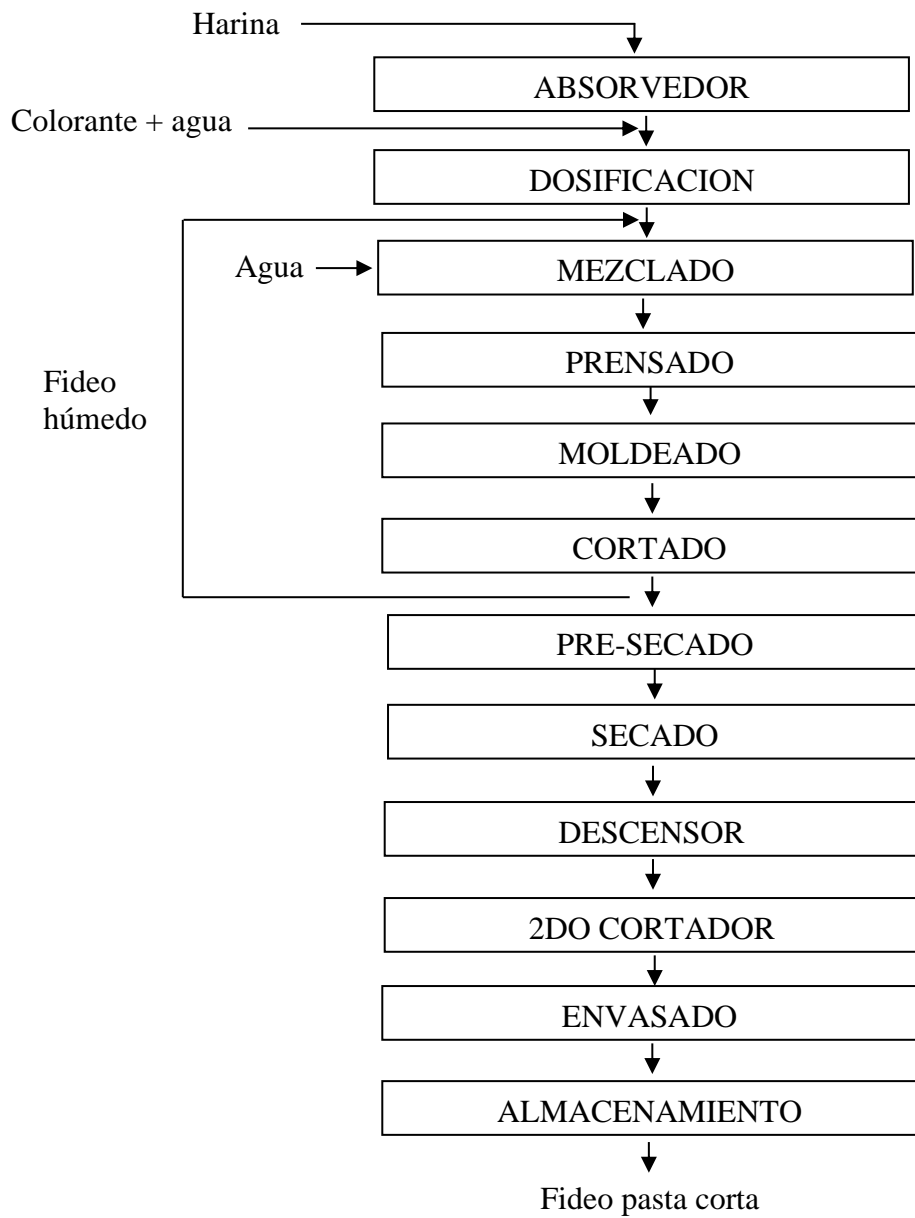 Harina
ABSORVEDOR
Colorante + agua
DOSIFICACION
Agua
MEZCLADO
PRENSADO
Fideo
húmedo
MOLDEADO
CORTADO
PRE-SECADO
SECADO
DESCENSOR
2DO CORTADOR
ENVASADO
ALMACENAMIENTO
Fideo pasta corta